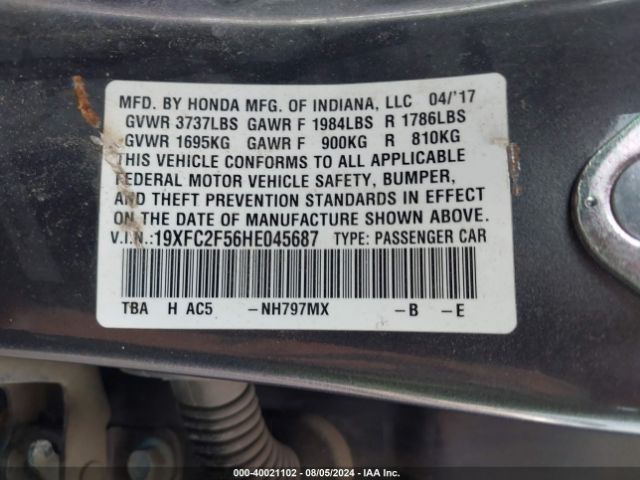 MFD. BY HONDA MFG. OF INDIANA, LLC 04/'17
GVWR 3737LBS GAWR F 1984LBS R 1786LBS
GVWR 1695KG GAWR F 900KG R 810KG
THIS VEHICLE CONFORMS TO ALL APPLICABLE
FEDERAL MOTOR VEHICLE SAFETY, BUMPER,
AND THEFT PREVENTION STANDARDS IN EFFECT
ON THE DATE OF MANUFACTURE SHOWN ABOVE.
V.I.N.:19XFC2F56HE045687 TYPE: PASSENGER CAR
TBA H AC5 -NH797MX -B -E
000-40021102 - 08/05/2024 - IAA Inc.